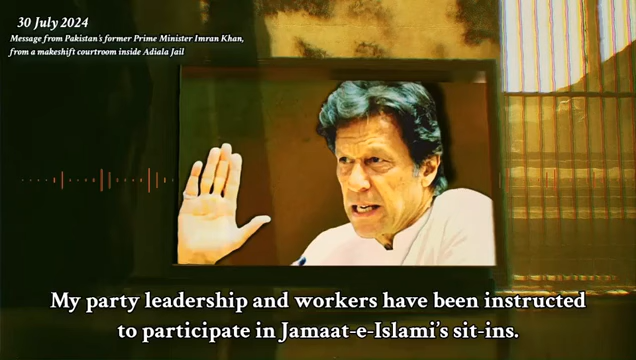 30 July 2024
Message from Pakistan's former Prime Minister Imran Khan,
from a makeshift courtroom inside Adiala Jail
My party leadership and workers have been instructed
to participate in Jamaat-e-Islami's sit-ins.